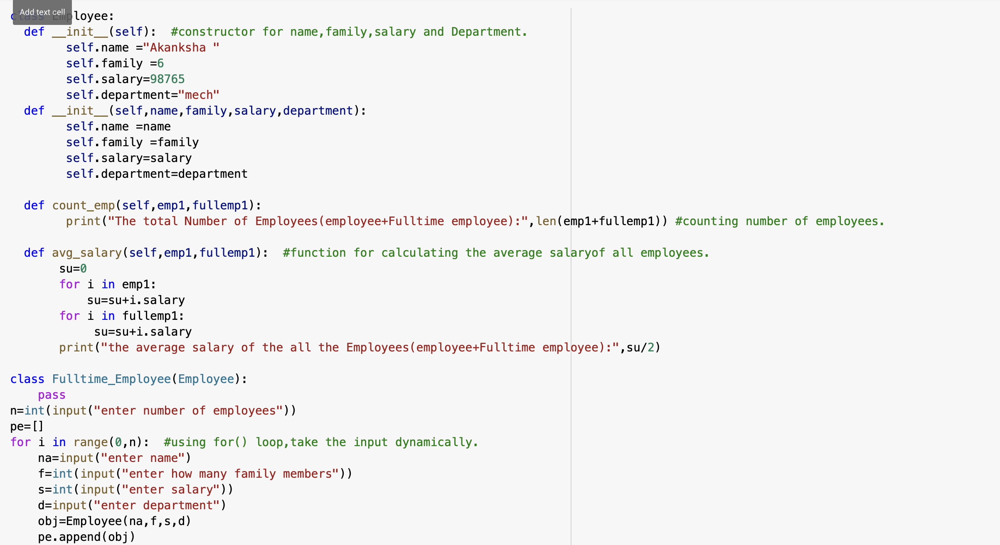 Add text cell
class Employee:
  def __init__(self):  #constructor for name,family,salary and Department.
        self.name ="Akanksha "
        self.family =6
        self.salary=98765
        self.department="mech"
  def __init__(self,name,family,salary,department):
        self.name =name
        self.family =family
        self.salary=salary
        self.department=department

  def count_emp(self,emp1,fullemp1):
        print("The total Number of Employees(employee+Fulltime employee):",len(emp1+fullemp1)) #counting number of employees.

  def avg_salary(self,emp1,fullemp1):  #function for calculating the average salaryof all employees.
       su=0
       for i in emp1:
           su=su+i.salary
       for i in fullemp1:
            su=su+i.salary
       print("the average salary of the all the Employees(employee+Fulltime employee):",su/2)

class Fulltime_Employee(Employee):
    pass
n=int(input("enter number of employees"))
pe=[]
for i in range(0,n):  #using for() loop,take the input dynamically.
    na=input("enter name")
    f=int(input("enter how many family members"))
    s=int(input("enter salary"))
    d=input("enter department")
    obj=Employee(na,f,s,d)
    pe.append(obj)